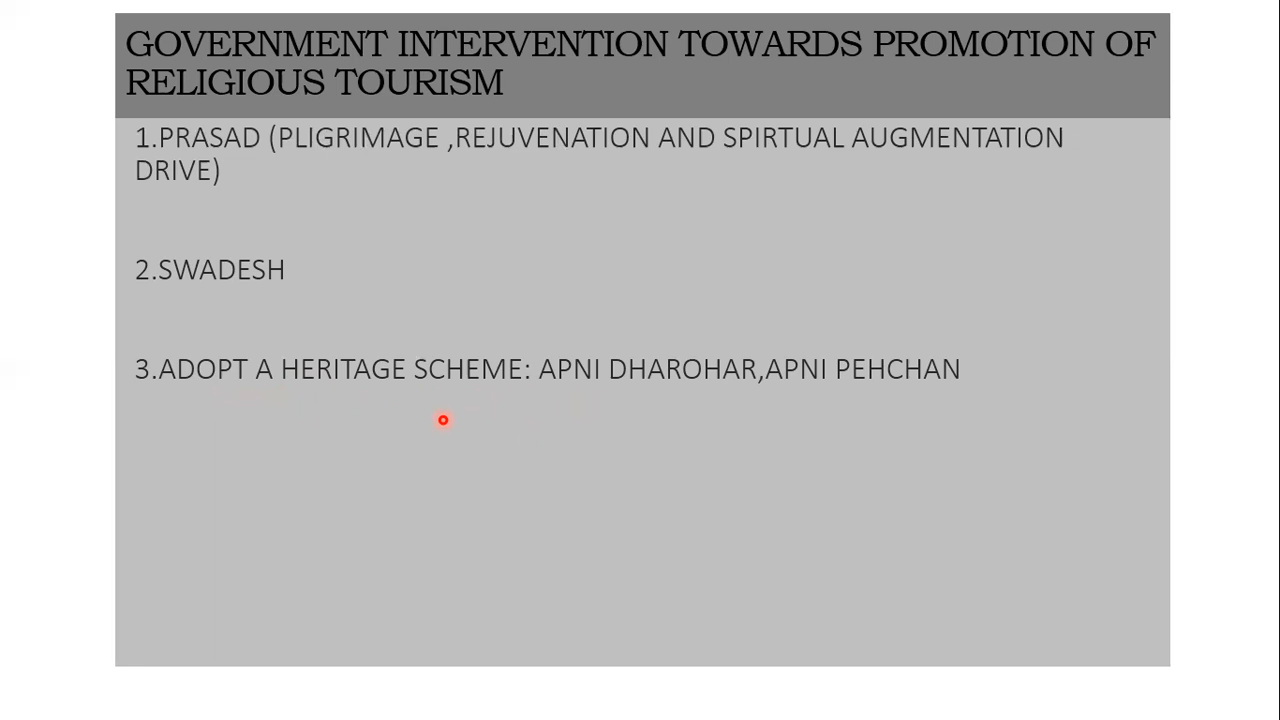 GOVERNMENT INTERVENTION TOWARDS PROMOTION OF
RELIGIOUS TOURISM
1.PRASAD (PLIGRIMAGE ,REJUVENATION AND SPIRTUAL AUGMENTATION
DRIVE)
2.SWADESH
3.ADOPT A HERITAGE SCHEME: APNI DHAROHAR,APNI PEHCHAN